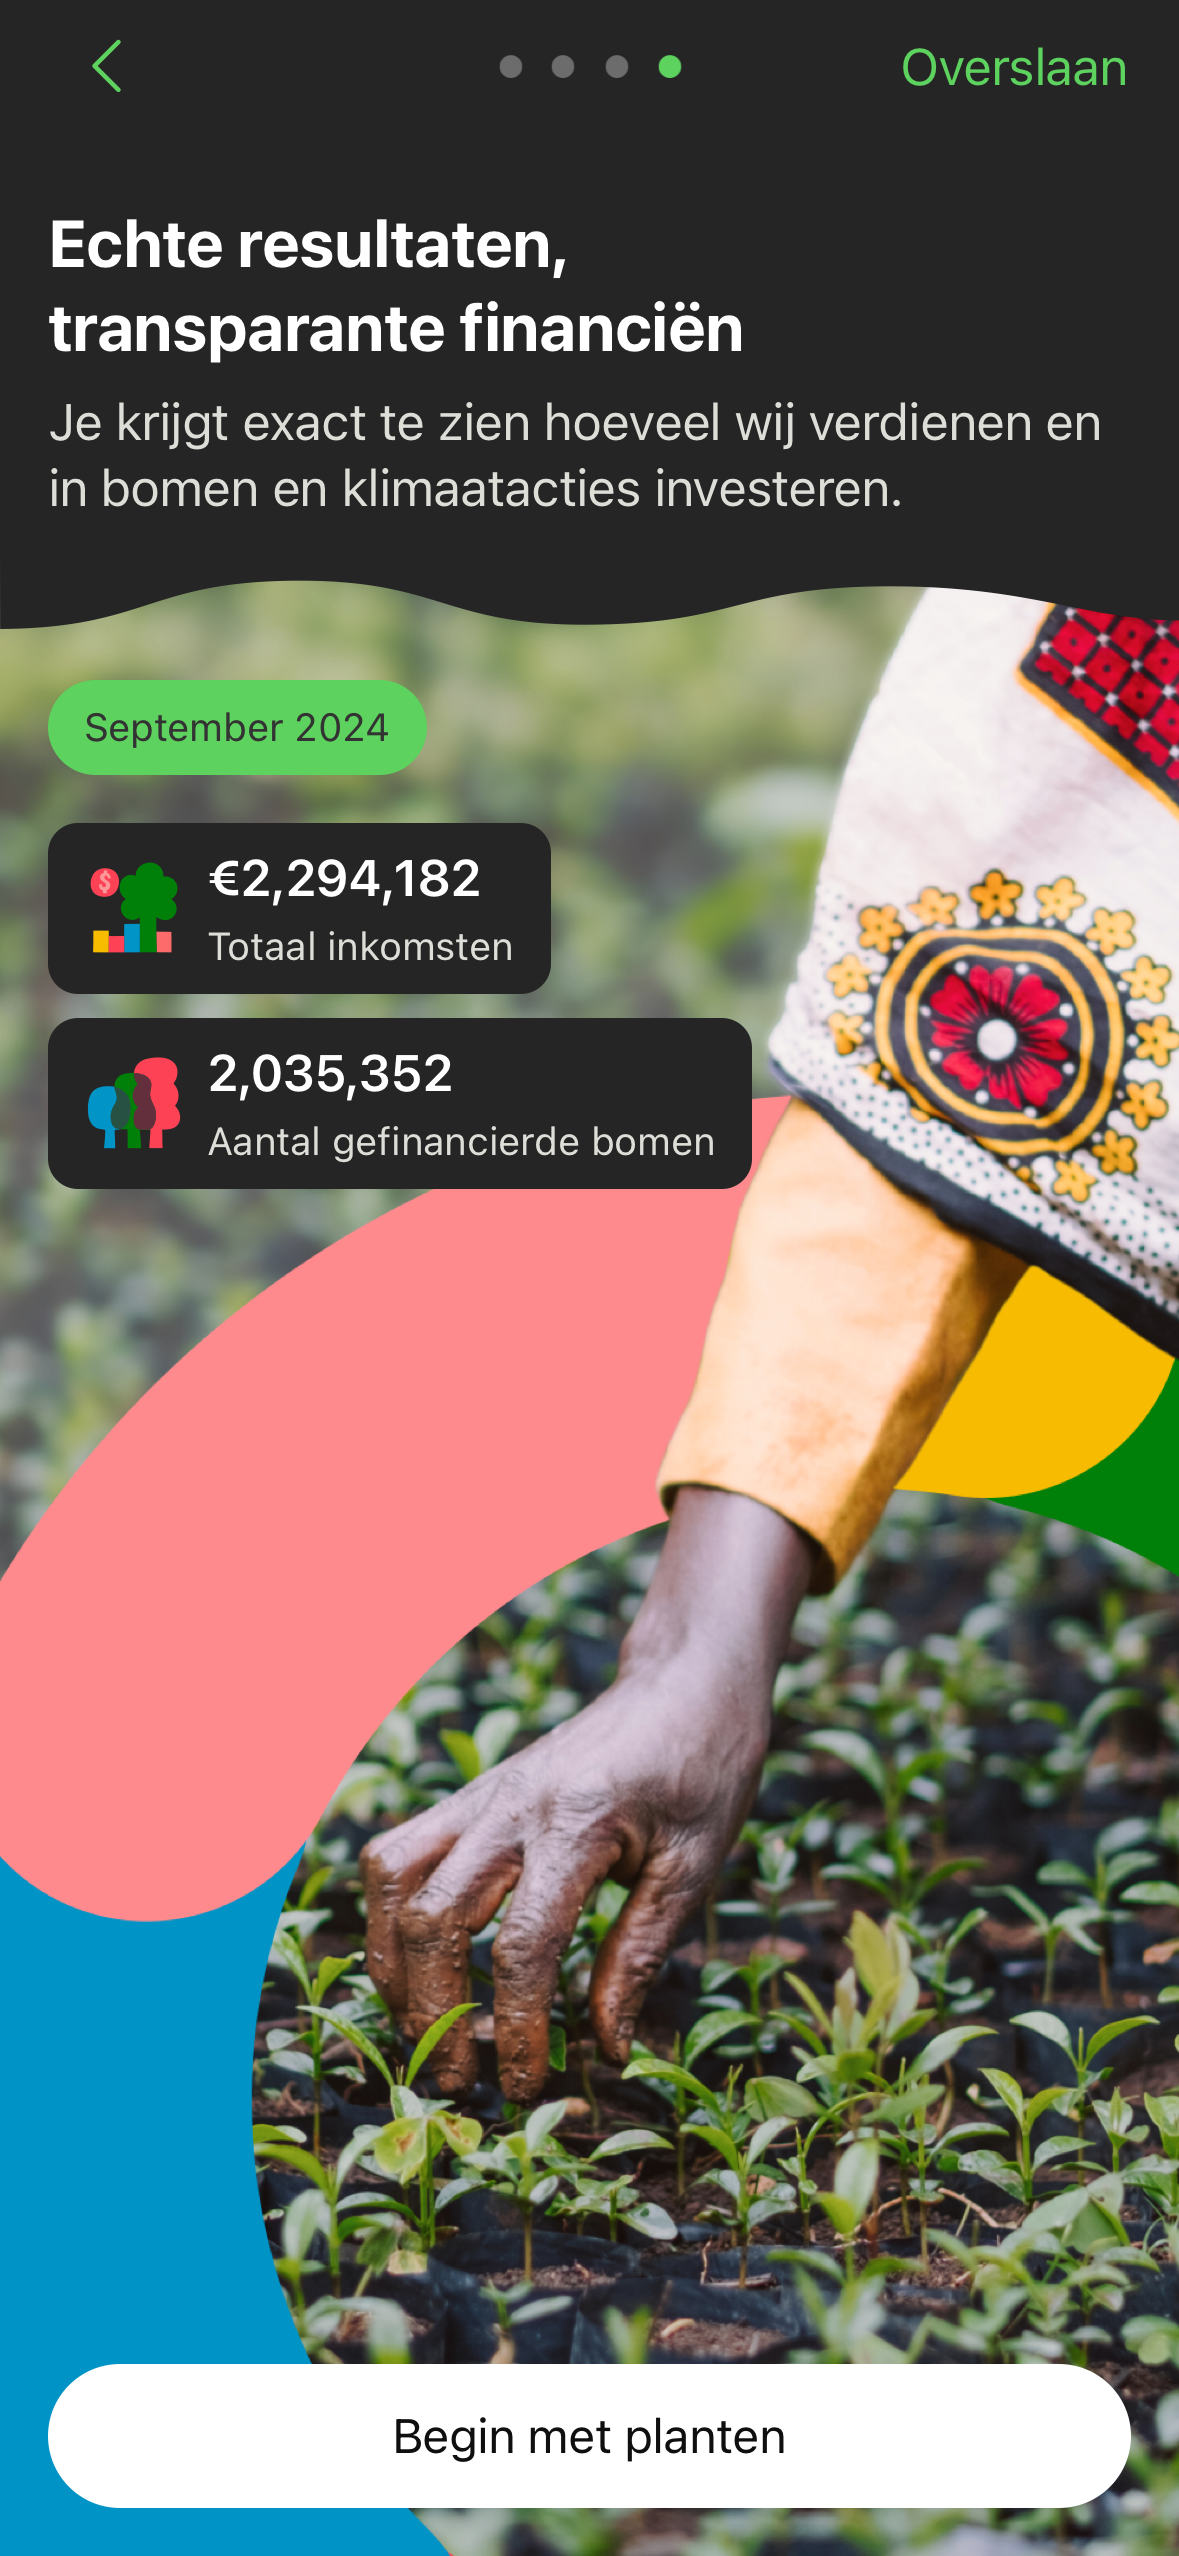 Overslaan
Echte resultaten,
transparante financiën
Je krijgt exact te zien hoeveel wij verdienen en
in bomen en klimaatacties investeren.
September 2024
€2,294,182
Totaal inkomsten
2,035,352
Aantal gefinancierde bomen
Begin met planten